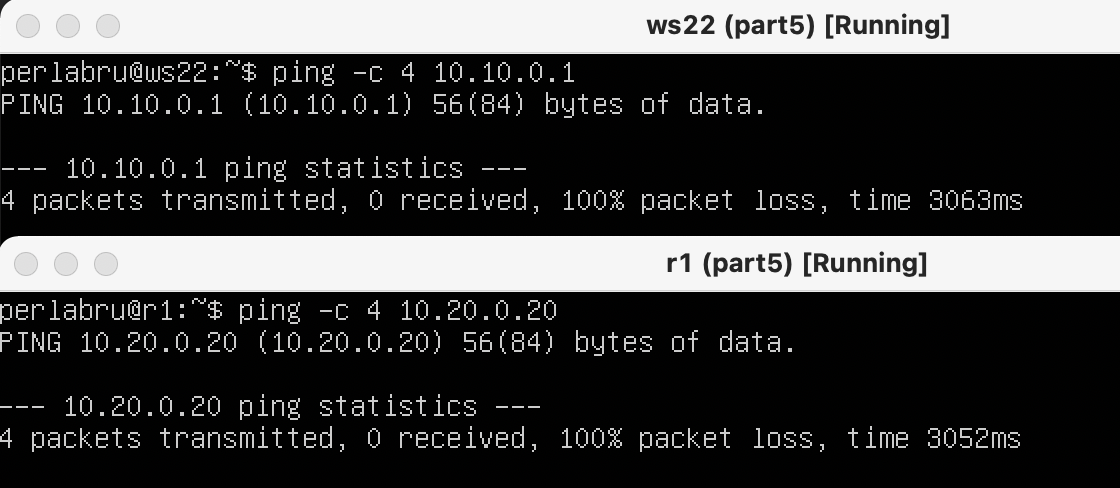 ws22 (part5) [Running]
perlabru@ws22:~$ ping -c 4 10.10.0.1
PING 10.10.0.1 (10.10.0.1) 56(84) bytes of data.
--- 10.10.0.1 ping statistics ---
4 packets transmitted, 0 received, 100% packet loss, time 3063ms
r1 (part5) [Running]
perlabru@r1:~$ ping -c 4 10.20.0.20
PING 10.20.0.20 (10.20.0.20) 56(84) bytes of data.
--- 10.20.0.20 ping statistics ---
4 packets transmitted, 0 received, 100% packet loss, time 3052ms